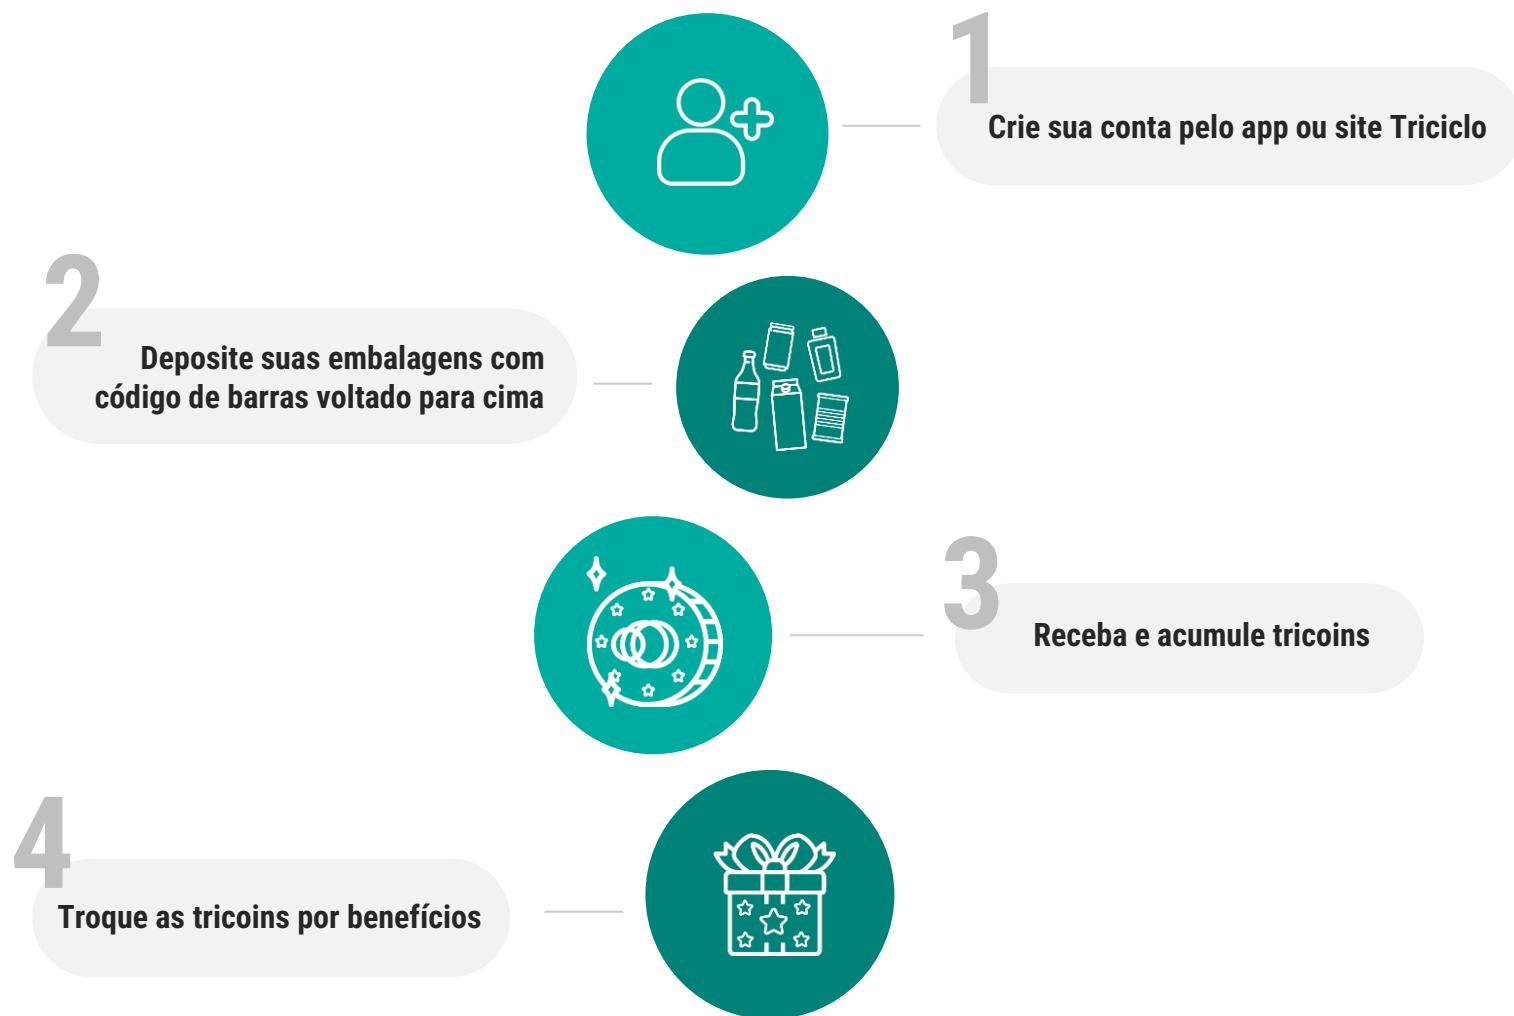 1
Crie sua conta pelo app ou site Triciclo
2
Deposite suas embalagens com
código de barras voltado para cima
3
Receba e acumule tricoins
4
Troque as tricoins por benefícios